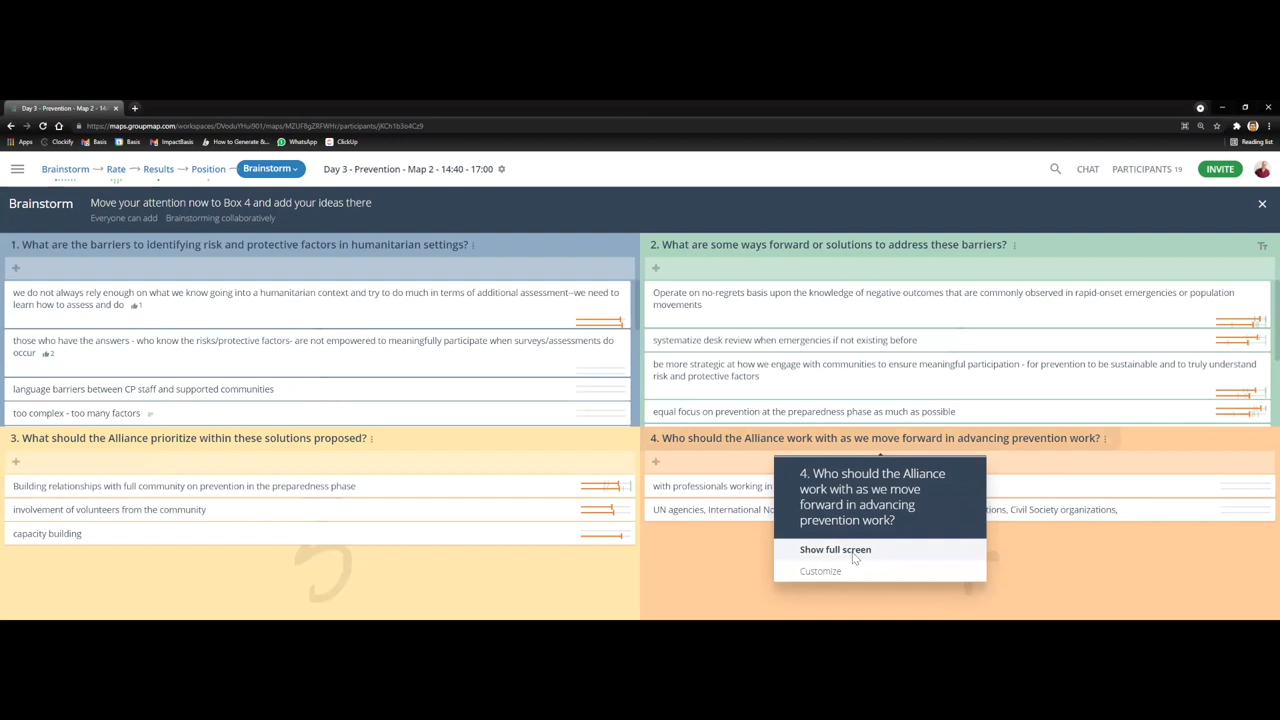 Day 3 - Prevention - Map 2 - 14:
https://maps.groupmap.com/workspaces/DVoduYHui901/maps/MZUF8gZRFWHr/participants/jKCh1b3o4Cz9
Apps Clockify Basis Basis ImpactBasis How to Generate &... WhatsApp ClickUp Reading list
Brainstorm Rate Results Position Brainstorm Day 3 - Prevention - Map 2 - 14:40 - 17:00 CHAT PARTICIPANTS 19 INVITE
Brainstorm Move your attention now to Box 4 and add your ideas there
Everyone can add Brainstorming collaboratively
1. What are the barriers to identifying risk and protective factors in humanitarian settings?
we do not always rely enough on what we know going into a humanitarian context and try to do much in terms of additional assessment--we need to
learn how to assess and do 1
those who have the answers - who know the risks/protective factors- are not empowered to meaningfully participate when surveys/assessments do
occur 2
language barriers between CP staff and supported communities
too complex - too many factors
2. What are some ways forward or solutions to address these barriers?
Operate on no-regrets basis upon the knowledge of negative outcomes that are commonly observed in rapid-onset emergencies or population
movements
systematize desk review when emergencies if not existing before
be more strategic at how we engage with communities to ensure meaningful participation - for prevention to be sustainable and to truly understand
risk and protective factors
equal focus on prevention at the preparedness phase as much as possible
3. What should the Alliance prioritize within these solutions proposed?
Building relationships with full community on prevention in the preparedness phase
involvement of volunteers from the community
capacity building
4. Who should the Alliance work with as we move forward in advancing prevention work?
with professionals working in
UN agencies, International No
tions, Civil Society organizations,
4. Who should the Alliance
work with as we move
forward in advancing
prevention work?
Show full screen
Customize